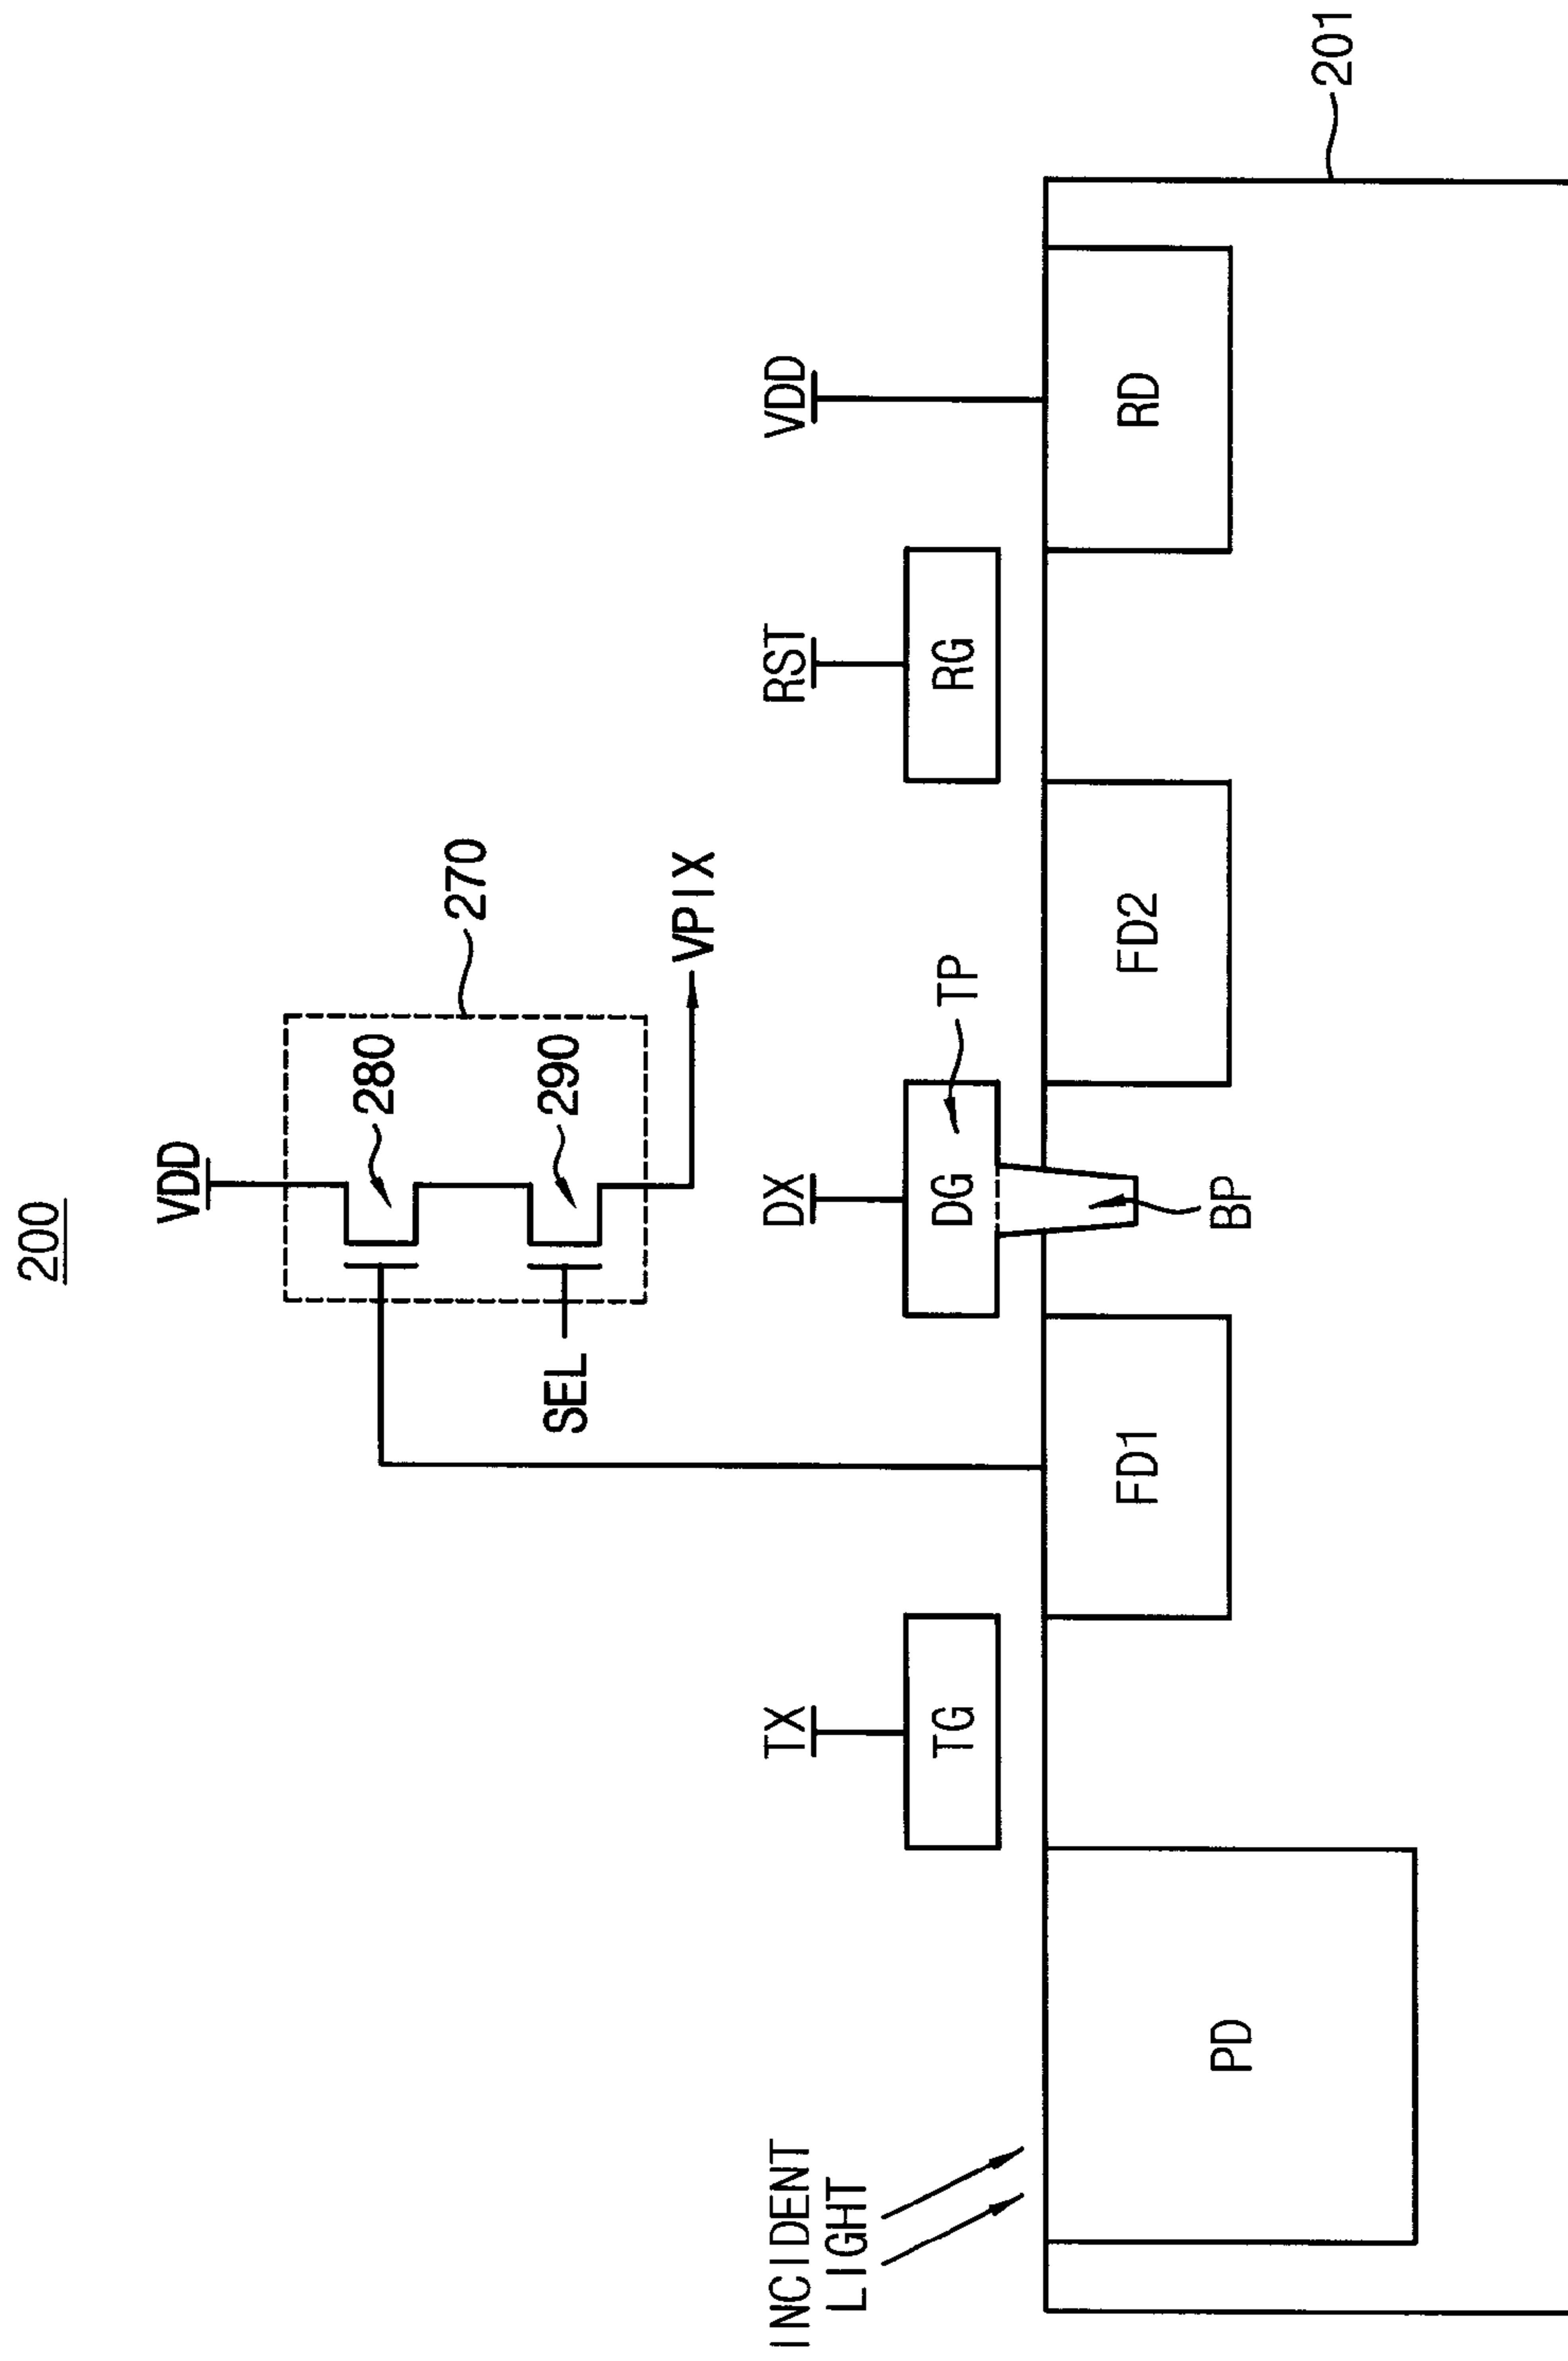 200
VDD
280
270
290
SEL
VPIX
INCIDENT
LIGHT
TX
DX
RST
VDD
TG
DG
TP
RG
PD
FD1
BP
FD2
RD
201